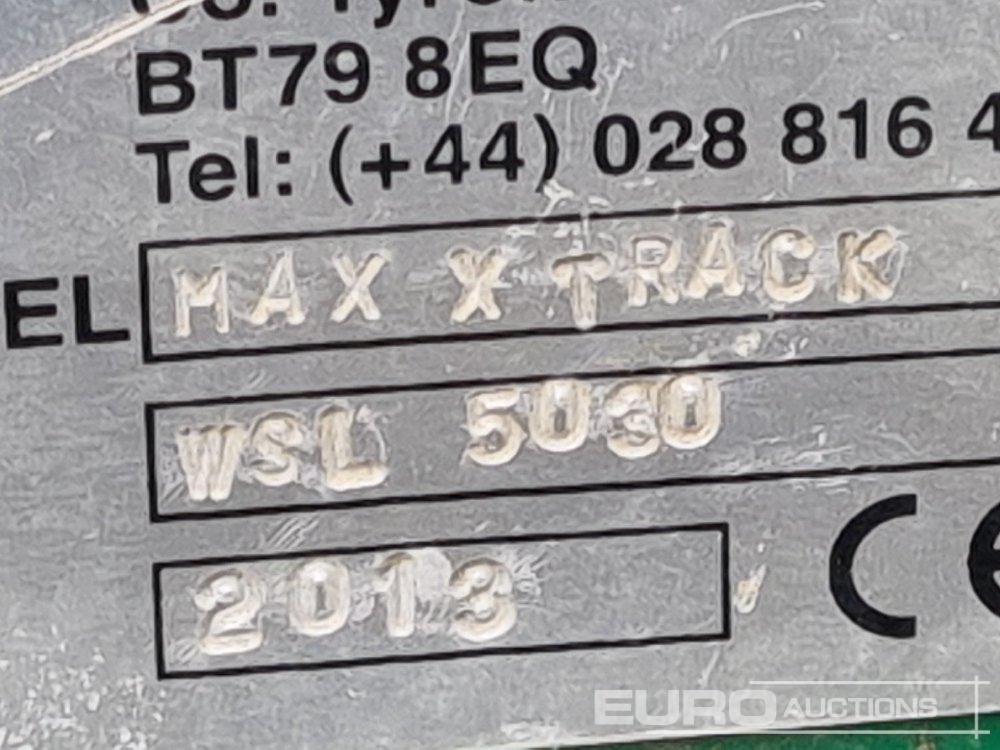 BT79 8EQ
Tel: (+44) 028 816 4
EL MAX X TRACK
WSL 5030
2013 CE
EURO AUCTIONS